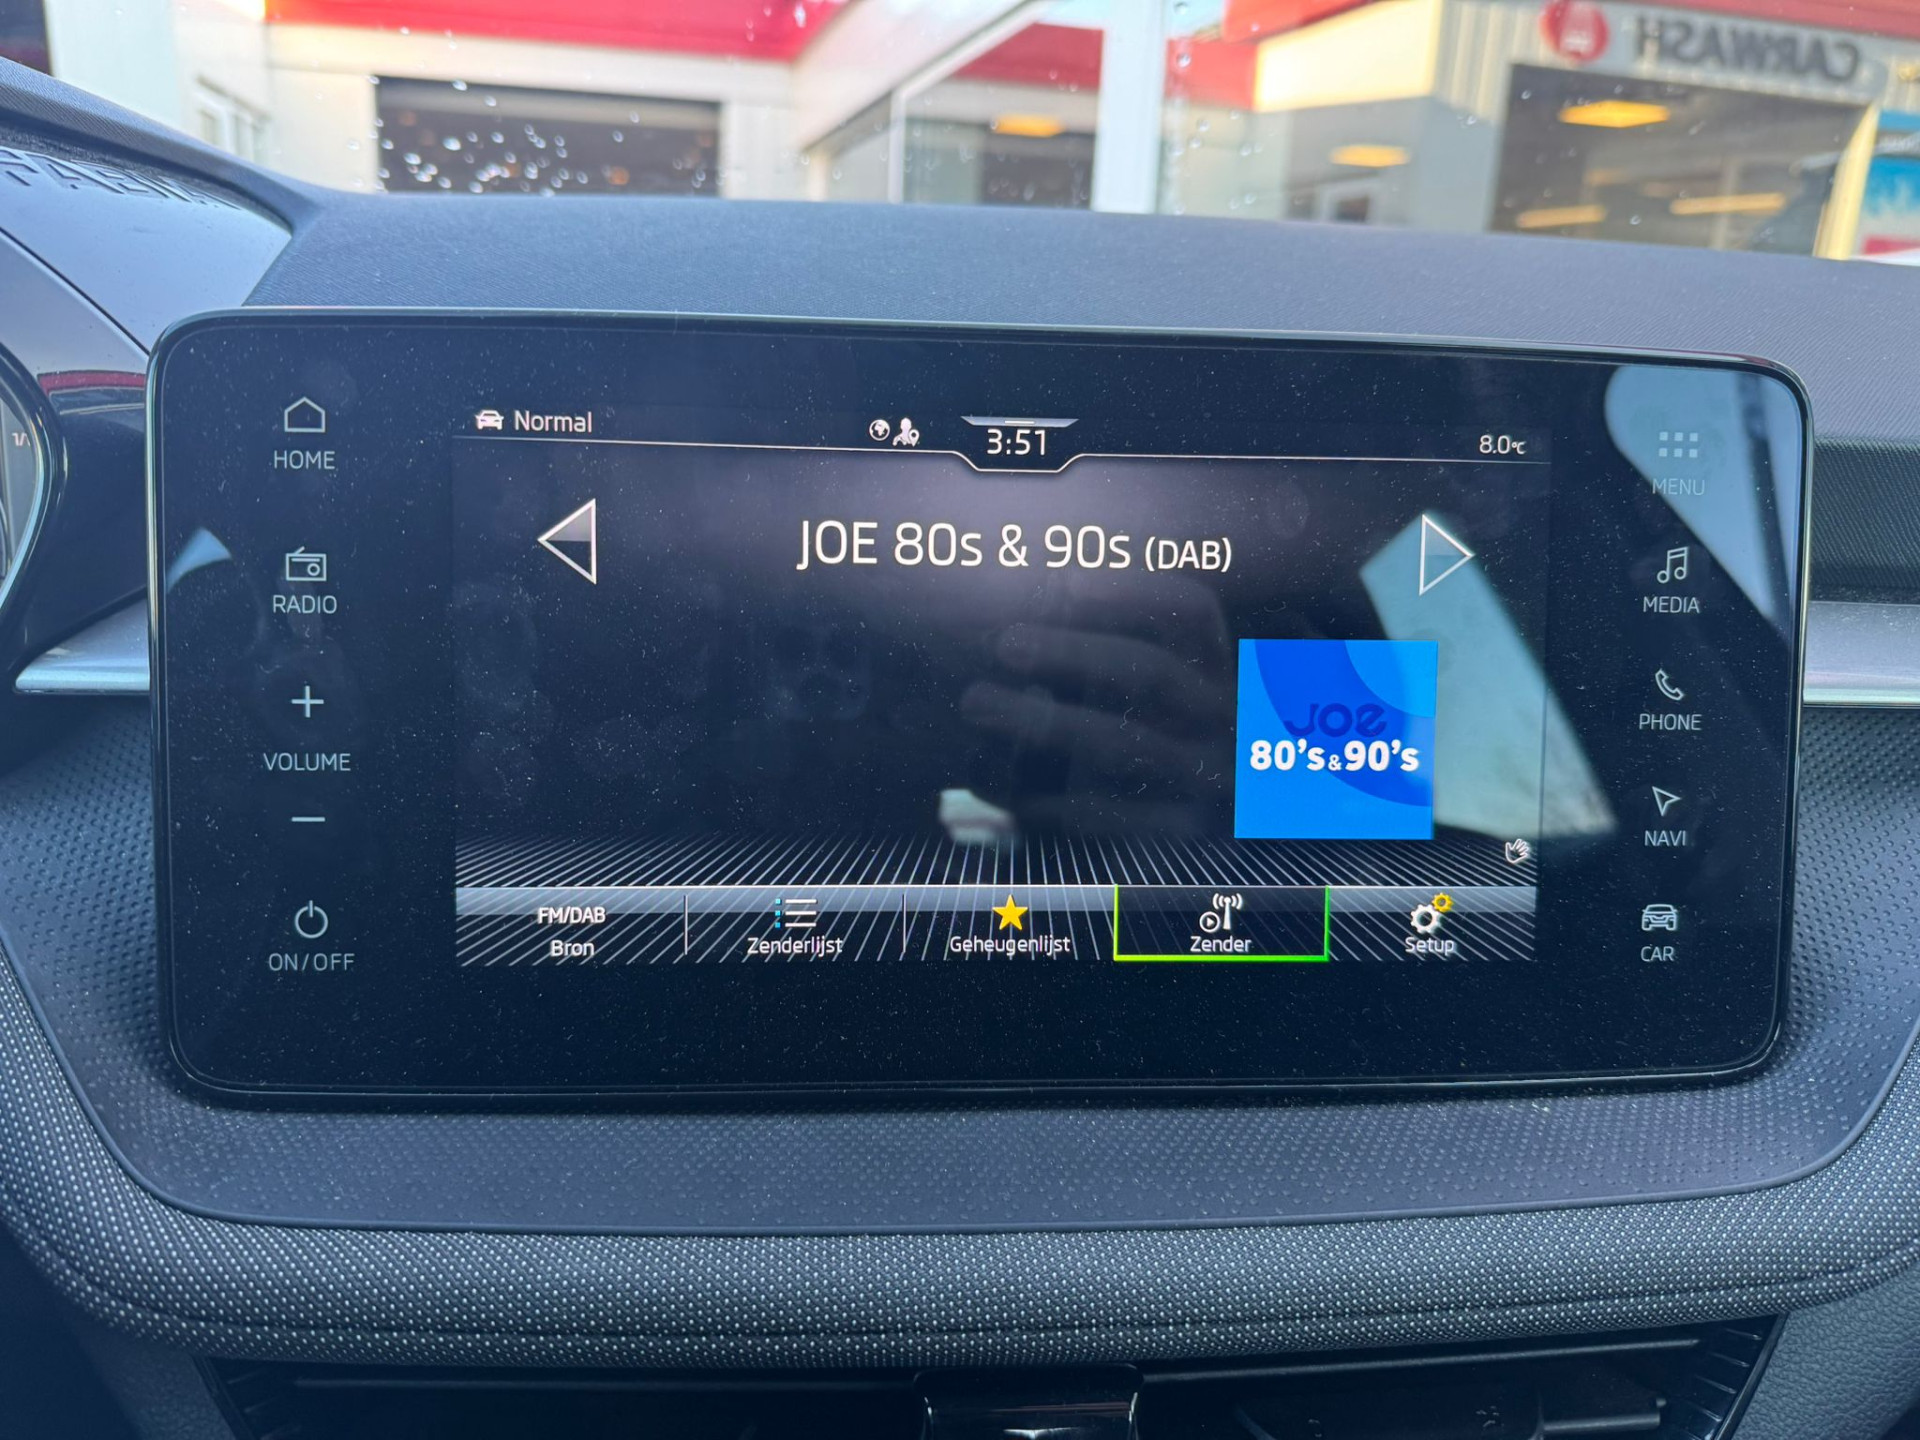 CARWASH
HOME
RADIO
VOLUME
ON/OFF
Normal
3:51
8.0°C
JOE 80s & 90s (DAB)
JOE
80's&90's
FM/DAB
Bron
Zenderlijst
Geheugenlijst
Zender
Setup
MENU
MEDIA
PHONE
NAVI
CAR